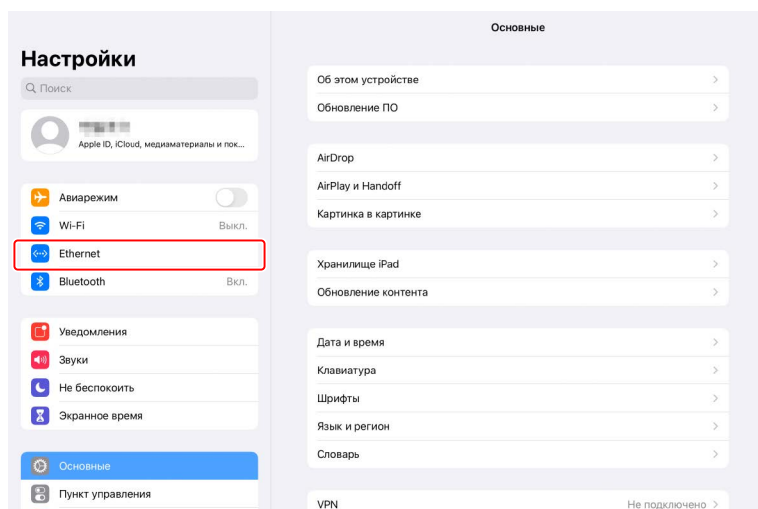 Настройки
Поиск
Apple ID, iCloud, медиаматериалы и пок...
Авиарежим
Wi-Fi Выкл.
Ethernet
Bluetooth Вкл.
Уведомления
Звуки
Не беспокоить
Экранное время
Основные
Пункт управления
Основные
Об этом устройстве
Обновление ПО
AirDrop
AirPlay и Handoff
Картинка в картинке
Хранилище iPad
Обновление контента
Дата и время
Клавиатура
Шрифты
Язык и регион
Словарь
VPN Не подключено